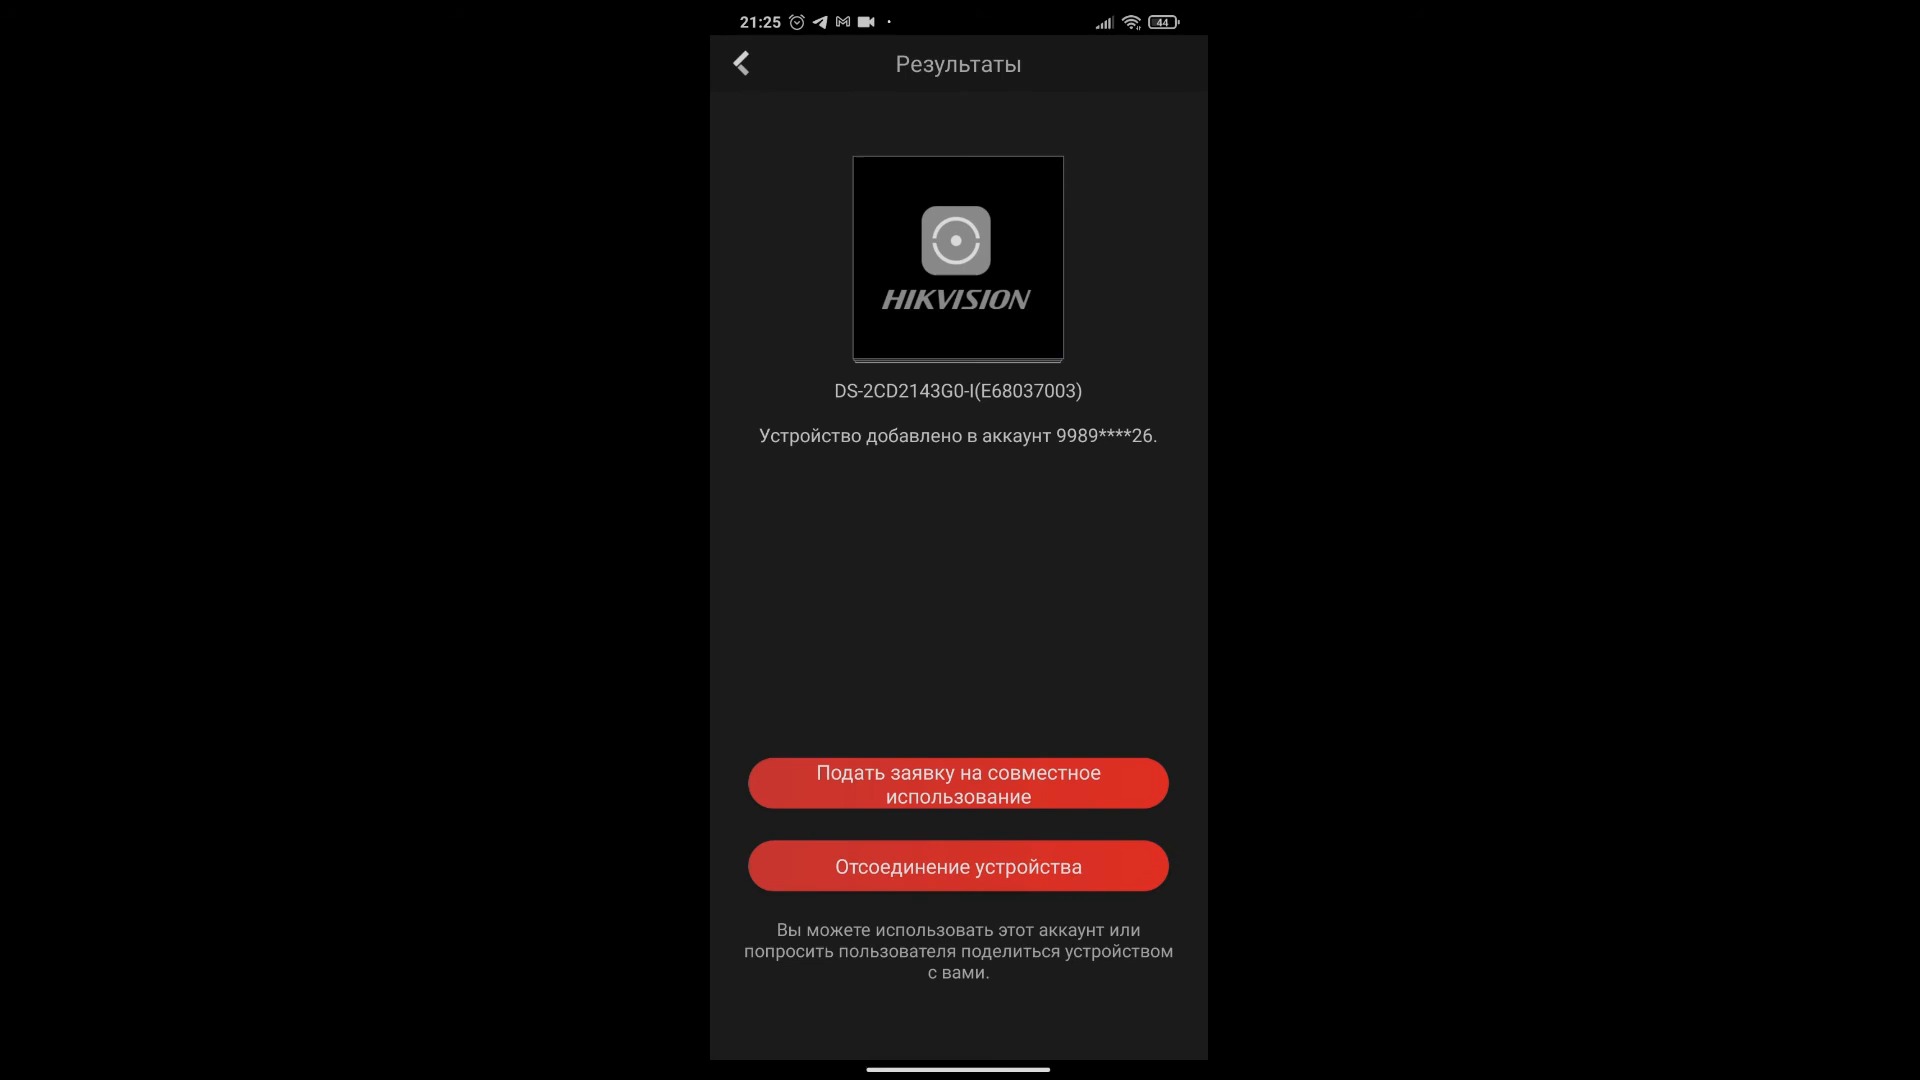 21:25
44
Результаты
HIKVISION
DS-2CD2143G0-I(E68037003)
Устройство добавлено в аккаунт 9989****26.
Подать заявку на совместное
использование
Отсоединение устройства
Вы можете использовать этот аккаунт или
попросить пользователя поделиться устройством
с вами.